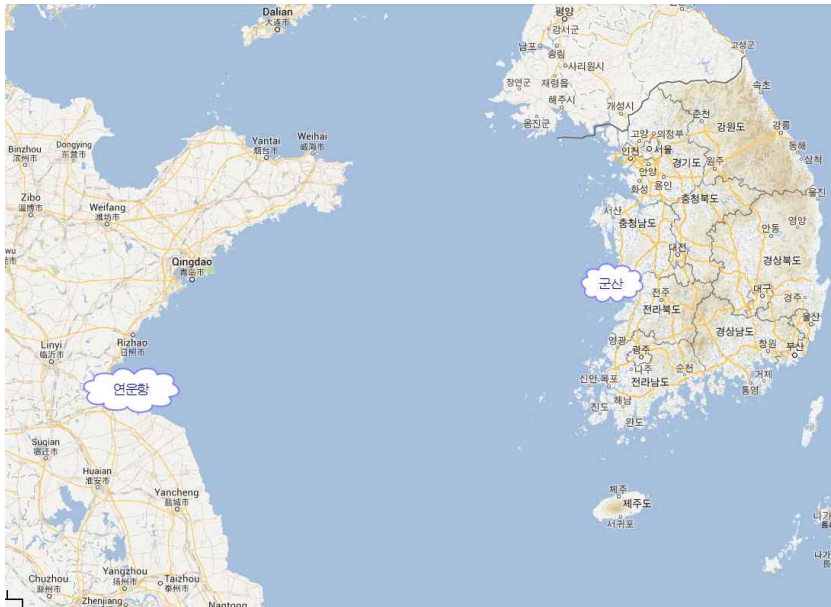 Dalian
大连市
평양
강서군
남포
송림
사리원시
장연군
재령읍
해주시
옹진군
개성시
고성군
속초
춘천
강원도
강릉
동해
삼척
고양
의정부
인천
서울
경기도
원주
안양
화성
용인
충청북도
울진
서산
충청남도
안동
영양
대전
경상북도
군산
전주
전라북도
대구
경주
울산
경상남도
창원
부산
영광
광주
나주
순천
거제
통영
신안
목포
전라남도
해남
진도
완도
제주
제주도
서귀포
나가
나가
Binzhou
滨州市
Dongying
东营市
Yantai
烟台市
Weihai
威海市
Zibo
淄博市
Weifang
潍坊市
wu
Qingdao
青岛市
Linyi
临沂市
Rizhao
日照市
연운항
Suqian
宿迁市
Huaian
淮安市
Yancheng
盐城市
Chuzhou
滁州市
Yangzhou
扬州市
Taizhou
泰州市
Zhenjiang
Nantong